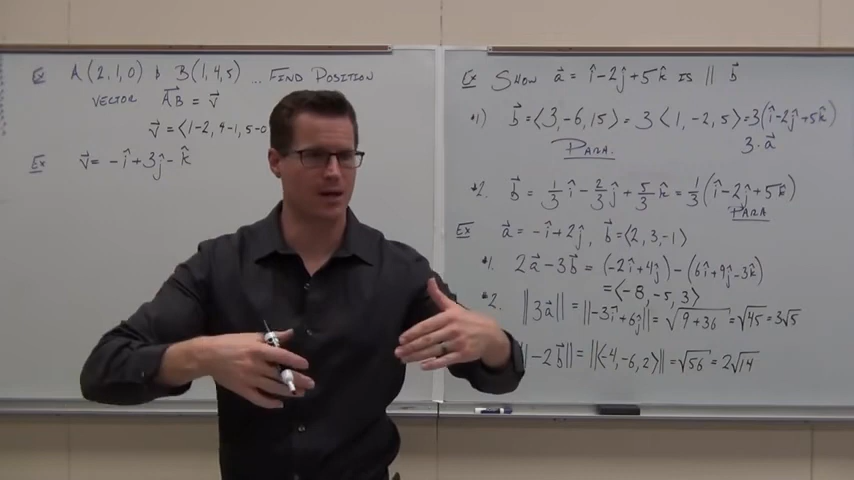 Ex A(2,1,0) & B(1,4,5) ...FIND POSITION
VECTOR AB⃗ = v⃗
v⃗ = ⟨1-2, 4-1, 5-0
Ex v⃗ = -î+3ĵ-k̂
Ex SHOW a⃗ = î-2ĵ+5k̂ IS ∥ b⃗
#1) b⃗ = ⟨3,-6,15⟩ = 3⟨1,-2,5⟩ = 3(î-2ĵ+5k̂)
PARA. 3·a⃗
#2. b⃗ = 1/3 î - 2/3 ĵ + 5/3 k̂ = 1/3(î-2ĵ+5k̂)
PARA
Ex a⃗ = -î+2ĵ, b⃗ = ⟨2,3,-1⟩
#1. 2a⃗-3b⃗ = (-2î+4ĵ) - (6î+9ĵ-3k̂)
= ⟨-8,-5,3⟩
#2. ‖3a⃗‖ = ‖-3î+6ĵ‖ = √9+36 = √45 = 3√5
‖-2b⃗‖ = ‖⟨-4,-6,2⟩‖ = √56 = 2√14